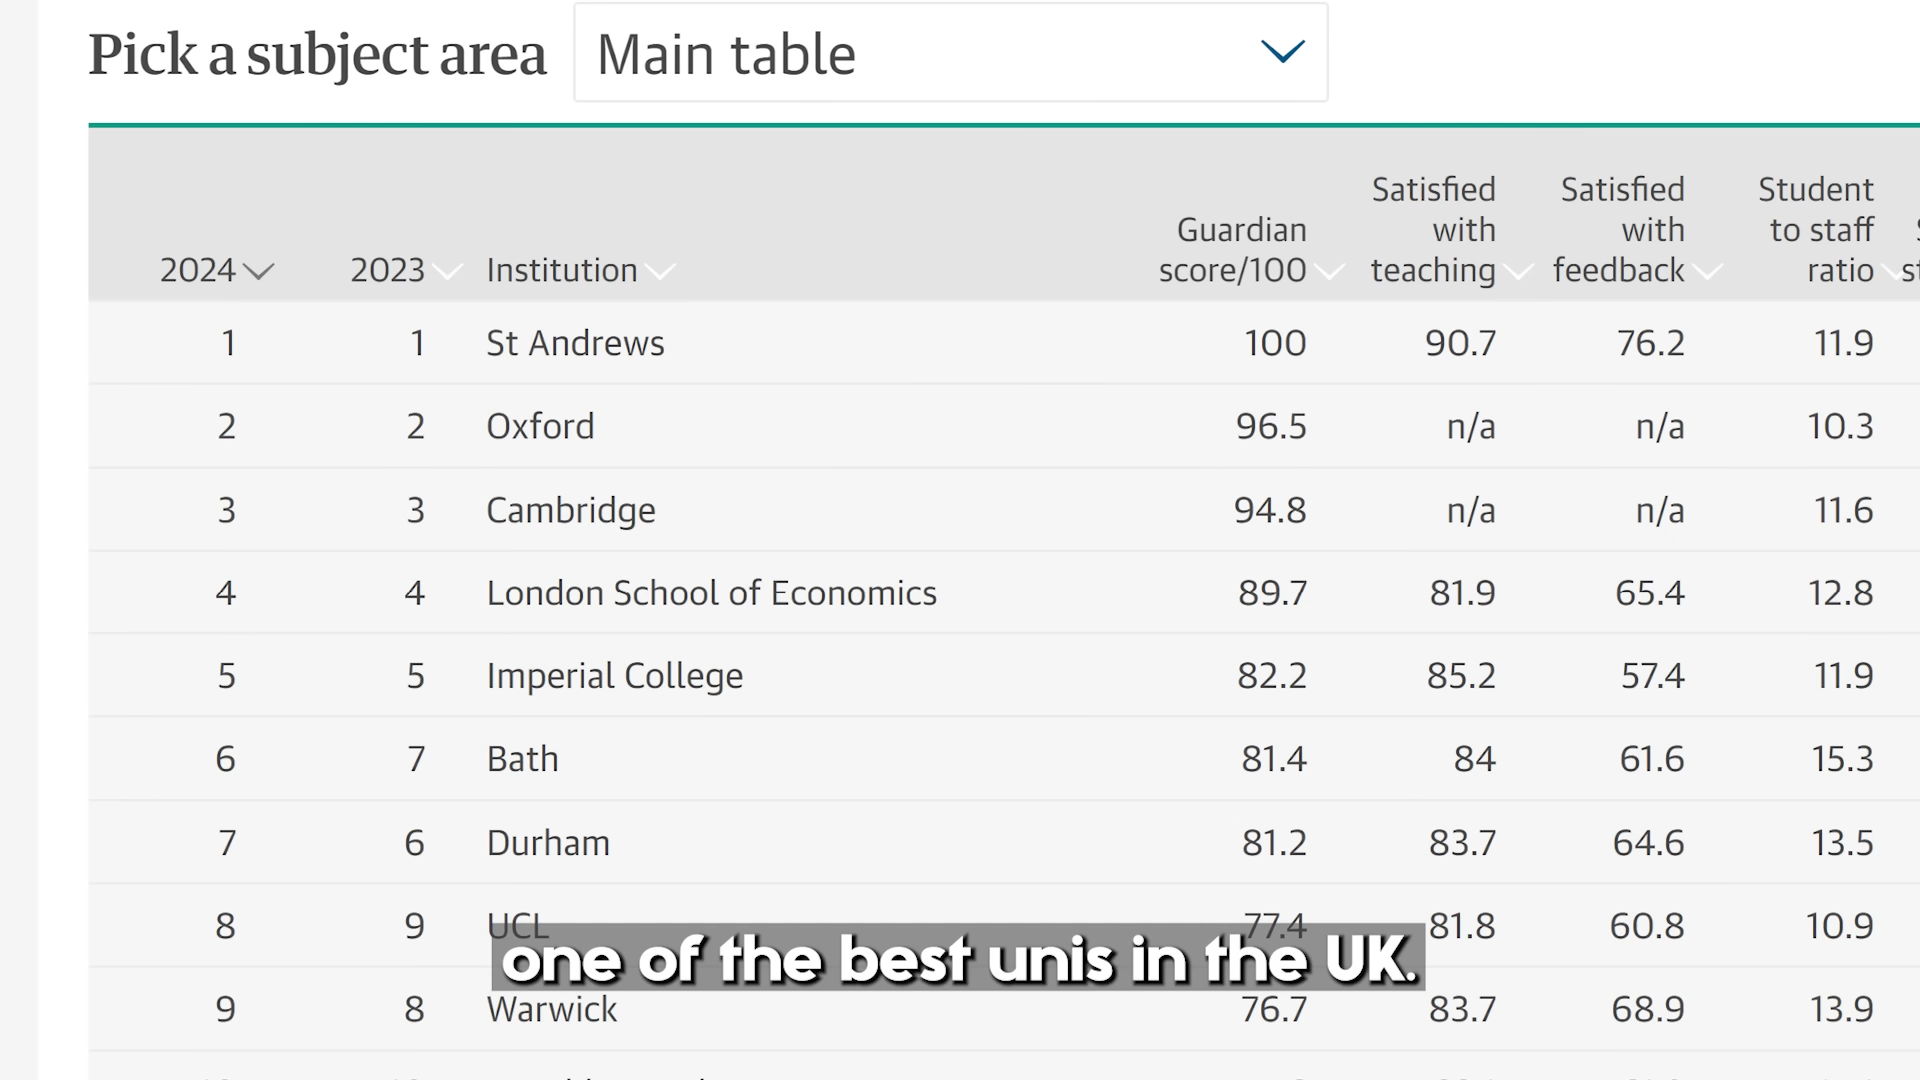 Pick a subject area Main table
2024 2023 Institution Guardian score/100 Satisfied with teaching Satisfied with feedback Student to staff ratio
1 1 St Andrews 100 90.7 76.2 11.9
2 2 Oxford 96.5 n/a n/a 10.3
3 3 Cambridge 94.8 n/a n/a 11.6
4 4 London School of Economics 89.7 81.9 65.4 12.8
5 5 Imperial College 82.2 85.2 57.4 11.9
6 7 Bath 81.4 84 61.6 15.3
7 6 Durham 81.2 83.7 64.6 13.5
8 9 UCL 77.4 81.8 60.8 10.9
one of the best unis in the UK.
9 8 Warwick 76.7 83.7 68.9 13.9